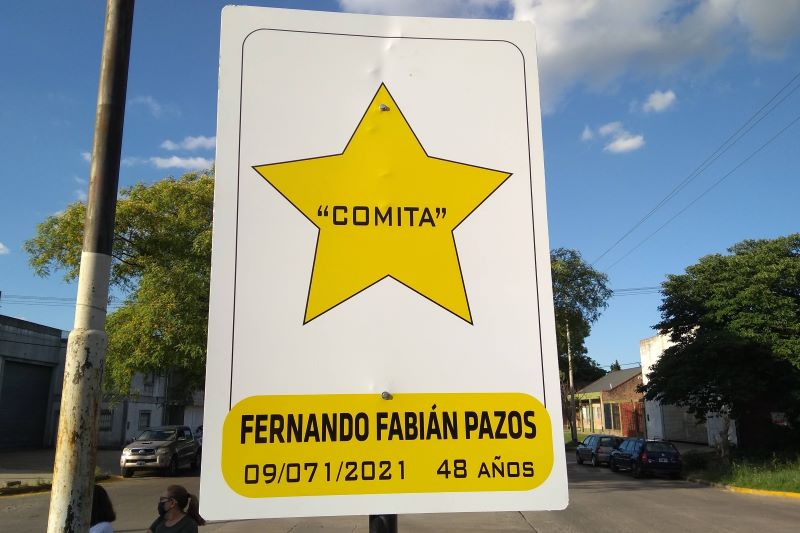 “COMITA”
FERNANDO FABIÁN PAZOS
09/071/2021 48 AÑOS